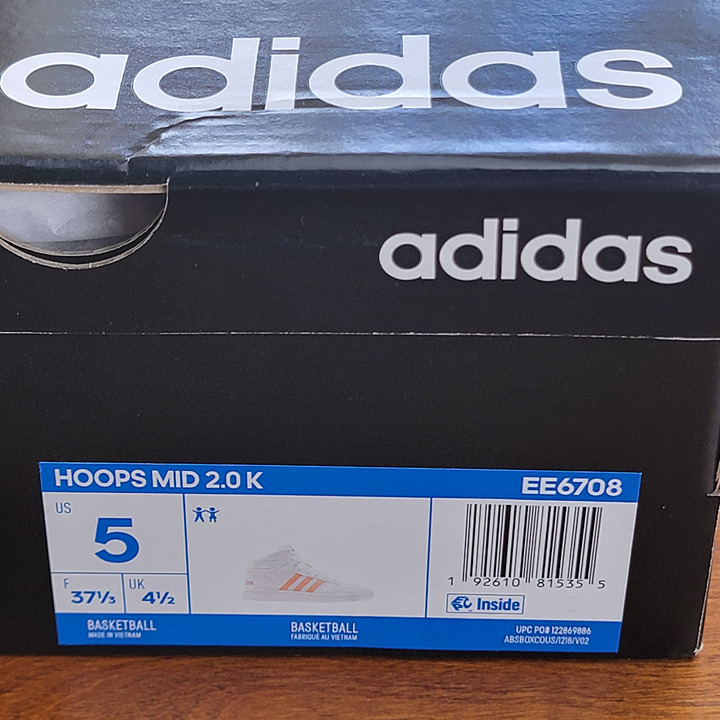 adidas
adidas
HOOPS MID 2.0 K
EE6708
US
5
F
37⅓
UK
4½
1 92610 81535 5
Inside
BASKETBALL
MADE IN VIETNAM
BASKETBALL
FABRIQUÉ AU VIETNAM
UPC PO# 122869886
ABSBOXCDUS/1218/V02